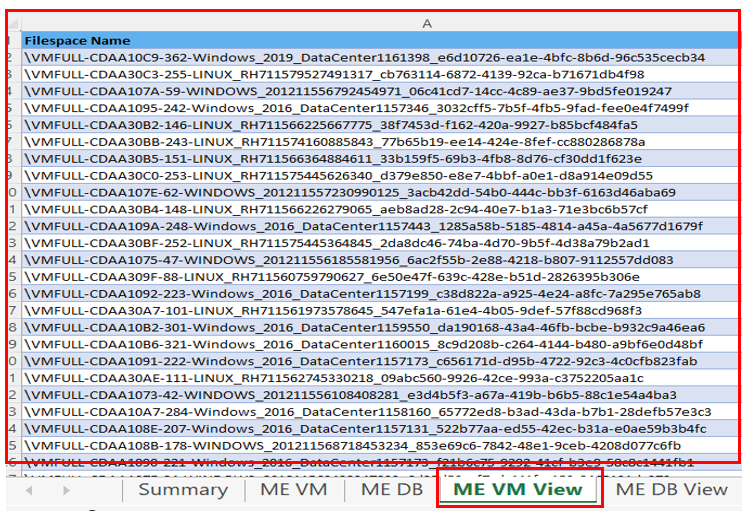 A
Filespace Name
\VMFULL-CDAA10C9-362-Windows_2019_DataCenter1161398_e6d10726-ea1e-4bfc-8b6d-96c535cecb34
\VMFULL-CDAA30C3-255-LINUX_RH711579527491317_cb763114-6872-4139-92ca-b71671db4f98
\VMFULL-CDAA107A-59-WINDOWS_201211556792454971_06c41cd7-14cc-4c89-ae37-9bd5fe019247
\VMFULL-CDAA1095-242-Windows_2016_DataCenter1157346_3032cff5-7b5f-4fb5-9fad-fee0e4f7499f
\VMFULL-CDAA30B2-146-LINUX_RH711566225667775_38f7453d-f162-420a-9927-b85bcf484fa5
\VMFULL-CDAA30BB-243-LINUX_RH711574160885843_77b65b19-ee14-424e-8fef-cc880286878a
\VMFULL-CDAA30B5-151-LINUX_RH711566364884611_33b159f5-69b3-4fb8-8d76-cf30dd1f623e
\VMFULL-CDAA30C0-253-LINUX_RH711575445626340_d379e850-e8e7-4bbf-a0e1-d8a914e09d55
\VMFULL-CDAA107E-62-WINDOWS_201211557230990125_3acb42dd-54b0-444c-bb3f-6163d46aba69
\VMFULL-CDAA30B4-148-LINUX_RH711566226279065_aeb8ad28-2c94-40e7-b1a3-71e3bc6b57cf
\VMFULL-CDAA109A-248-Windows_2016_DataCenter1157443_1285a58b-5185-4814-a45a-4a5677d1679f
\VMFULL-CDAA30BF-252-LINUX_RH711575445364845_2da8dc46-74ba-4d70-9b5f-4d38a79b2ad1
\VMFULL-CDAA1075-47-WINDOWS_201211556185581956_6ac2f55b-2e88-4218-b807-9112557dd083
\VMFULL-CDAA309F-88-LINUX_RH711560759790627_6e50e47f-639c-428e-b51d-2826395b306e
\VMFULL-CDAA1092-223-Windows_2016_DataCenter1157199_c38d822a-a925-4e24-a8fc-7a295e765ab8
\VMFULL-CDAA30A7-101-LINUX_RH711561973578645_547efa1a-61e4-4b05-9def-57f88cd968f3
\VMFULL-CDAA10B2-301-Windows_2016_DataCenter1159550_da190168-43a4-46fb-bcbe-b932c9a46ea6
\VMFULL-CDAA10B6-321-Windows_2016_DataCenter1160015_8c9d208b-c264-4144-b480-a9bf6e0d48bf
\VMFULL-CDAA1091-222-Windows_2016_DataCenter1157173_c656171d-d95b-4722-92c3-4c0cfb823fab
\VMFULL-CDAA30AE-111-LINUX_RH711562745330218_09abc560-9926-42ce-993a-c3752205aa1c
\VMFULL-CDAA1073-42-WINDOWS_201211556108408281_e3d4b5f3-a67a-419b-b6b5-88c1e54a4ba3
\VMFULL-CDAA10A7-284-Windows_2016_DataCenter1158160_65772ed8-b3ad-43da-b7b1-28defb57e3c3
\VMFULL-CDAA108E-207-Windows_2016_DataCenter1157131_522b77aa-ed55-42ec-b31a-e0ae59b3b4fc
\VMFULL-CDAA108B-178-WINDOWS_201211568718453234_853e69c6-7842-48e1-9ceb-4208d077c6fb
Summary ME VM ME DB ME VM View ME DB View